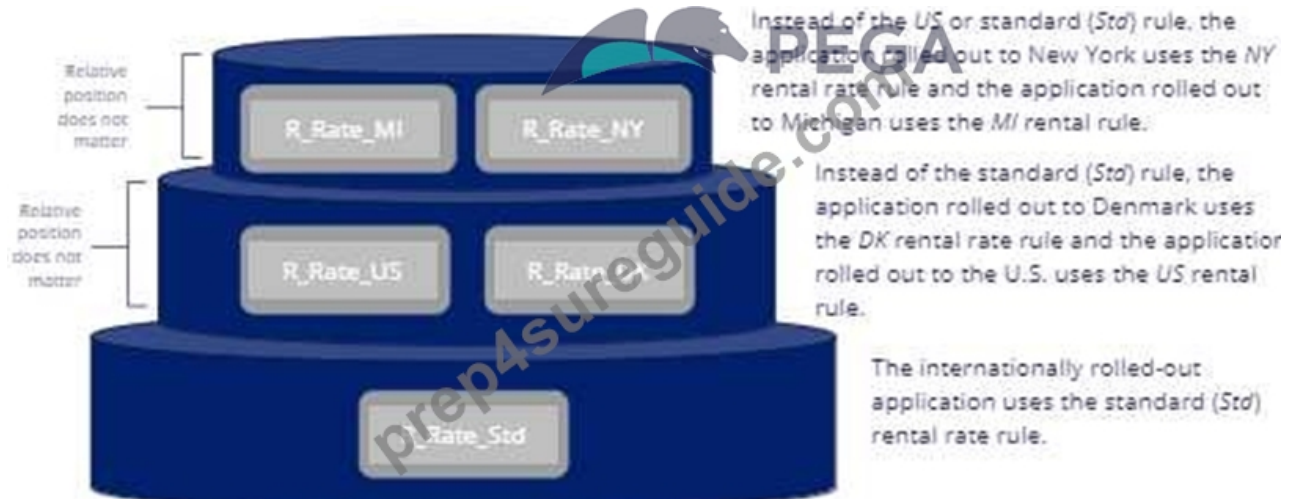 Instead of the US or standard (Std) rule, the
application rolled out to New York uses the NY
rental rate rule and the application rolled out
to Michigan uses the MI rental rule.
PEGA
Relative
position
does not
matter
R_Rate_MI
R_Rate_NY
Instead of the standard (Std) rule, the
application rolled out to Denmark uses
the DK rental rate rule and the application
rolled out to the U.S. uses the US rental
rule.
Relative
position
does not
matter
R_Rate_US
The internationally rolled-out
application uses the standard (Std)
rental rate rule.
R_Rate_Std
prep4sureguide.com